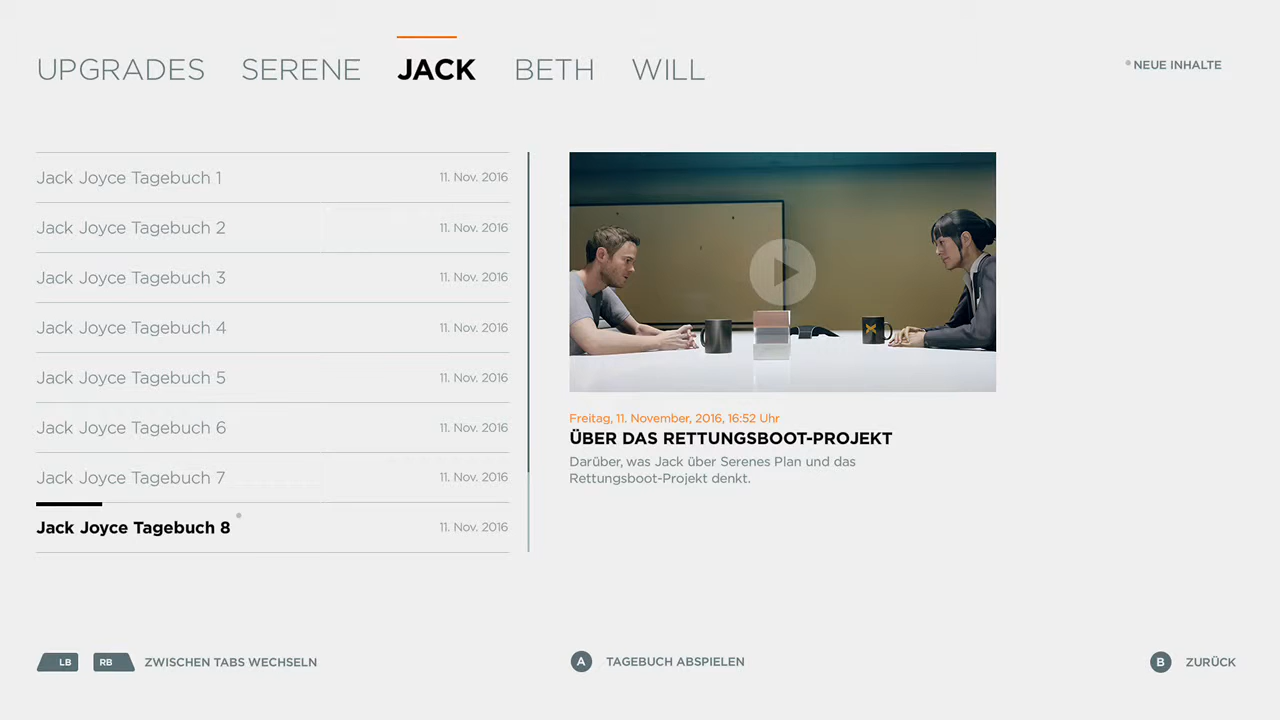 UPGRADES SERENE JACK BETH WILL
NEUE INHALTE
Jack Joyce Tagebuch 1 11. Nov. 2016
Jack Joyce Tagebuch 2 11. Nov. 2016
Jack Joyce Tagebuch 3 11. Nov. 2016
Jack Joyce Tagebuch 4 11. Nov. 2016
Jack Joyce Tagebuch 5 11. Nov. 2016
Jack Joyce Tagebuch 6 11. Nov. 2016
Jack Joyce Tagebuch 7 11. Nov. 2016
Jack Joyce Tagebuch 8 11. Nov. 2016
Freitag, 11. November, 2016, 16:52 Uhr
ÜBER DAS RETTUNGSBOOT-PROJEKT
Darüber, was Jack über Serenes Plan und das
Rettungsboot-Projekt denkt.
LB RB ZWISCHEN TABS WECHSELN
A TAGEBUCH ABSPIELEN
B ZURÜCK